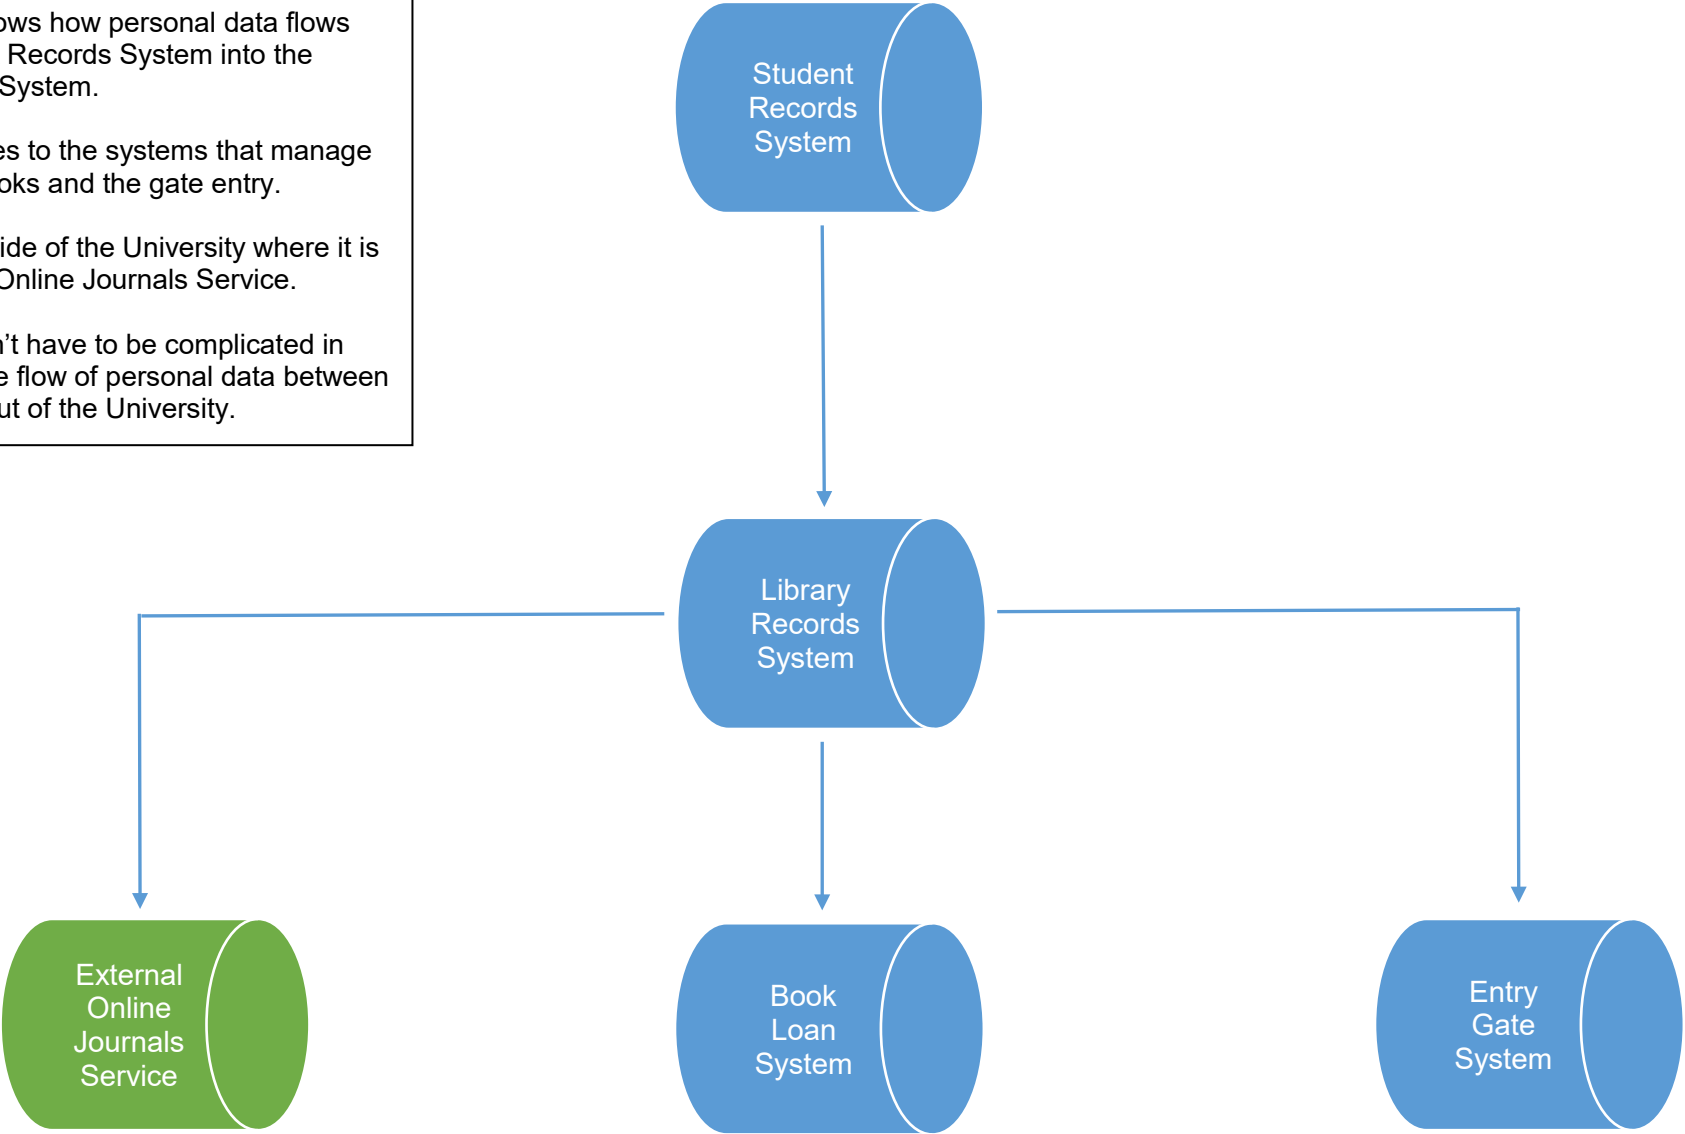 ows how personal data flows
Records System into the
System.
es to the systems that manage
oks and the gate entry.
ide of the University where it is
Online Journals Service.
n't have to be complicated in
e flow of personal data between
ut of the University.
Student
Records
System
Library
Records
System
External
Online
Journals
Service
Book
Loan
System
Entry
Gate
System